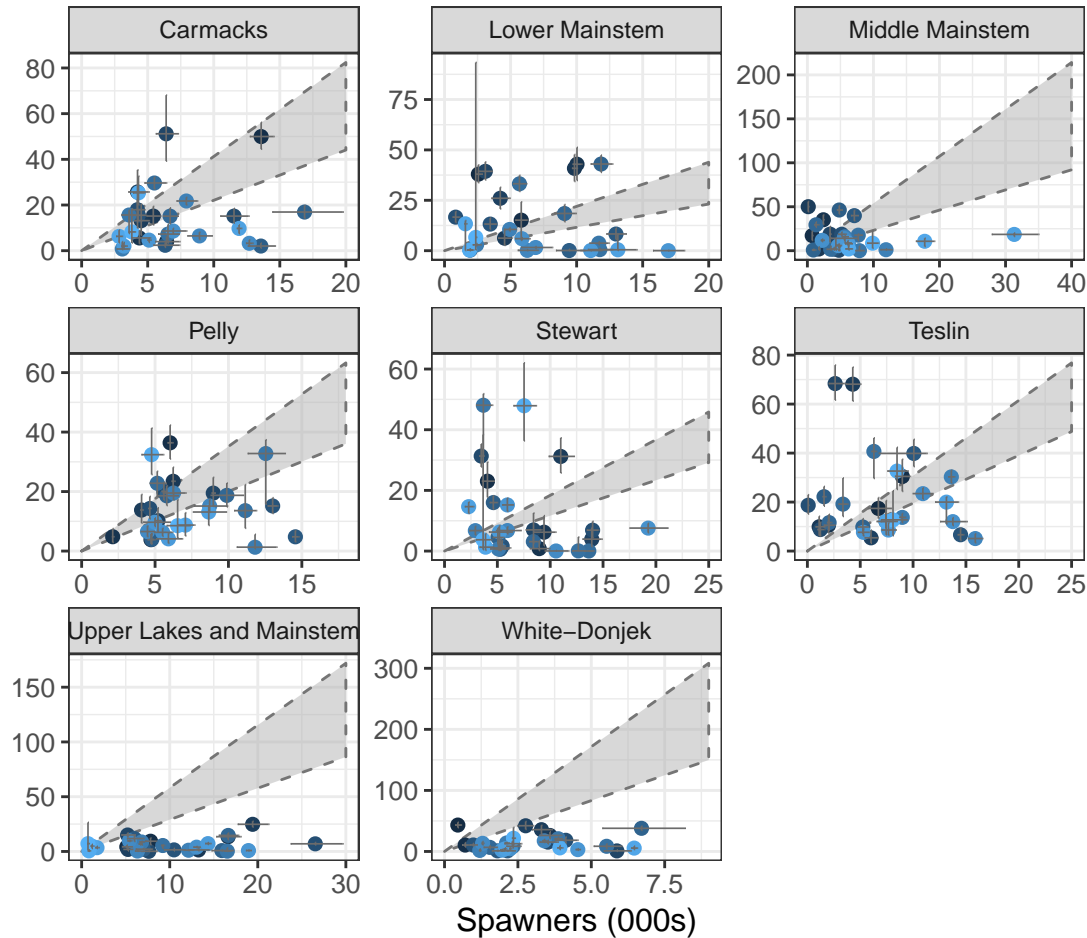 Carmacks
Lower Mainstem
Middle Mainstem
80
60
40
20
0
0 5 10 15 20
75
50
25
0
0 5 10 15 20
200
150
100
50
0
0 10 20 30 40
Pelly
Stewart
Teslin
60
40
20
0
0 5 10 15
60
40
20
0
0 5 10 15 20 25
80
60
40
20
0
0 5 10 15 20 25
Upper Lakes and Mainstem
White−Donjek
150
100
50
0
0 10 20 30
300
200
100
0
0.0 2.5 5.0 7.5
Spawners (000s)